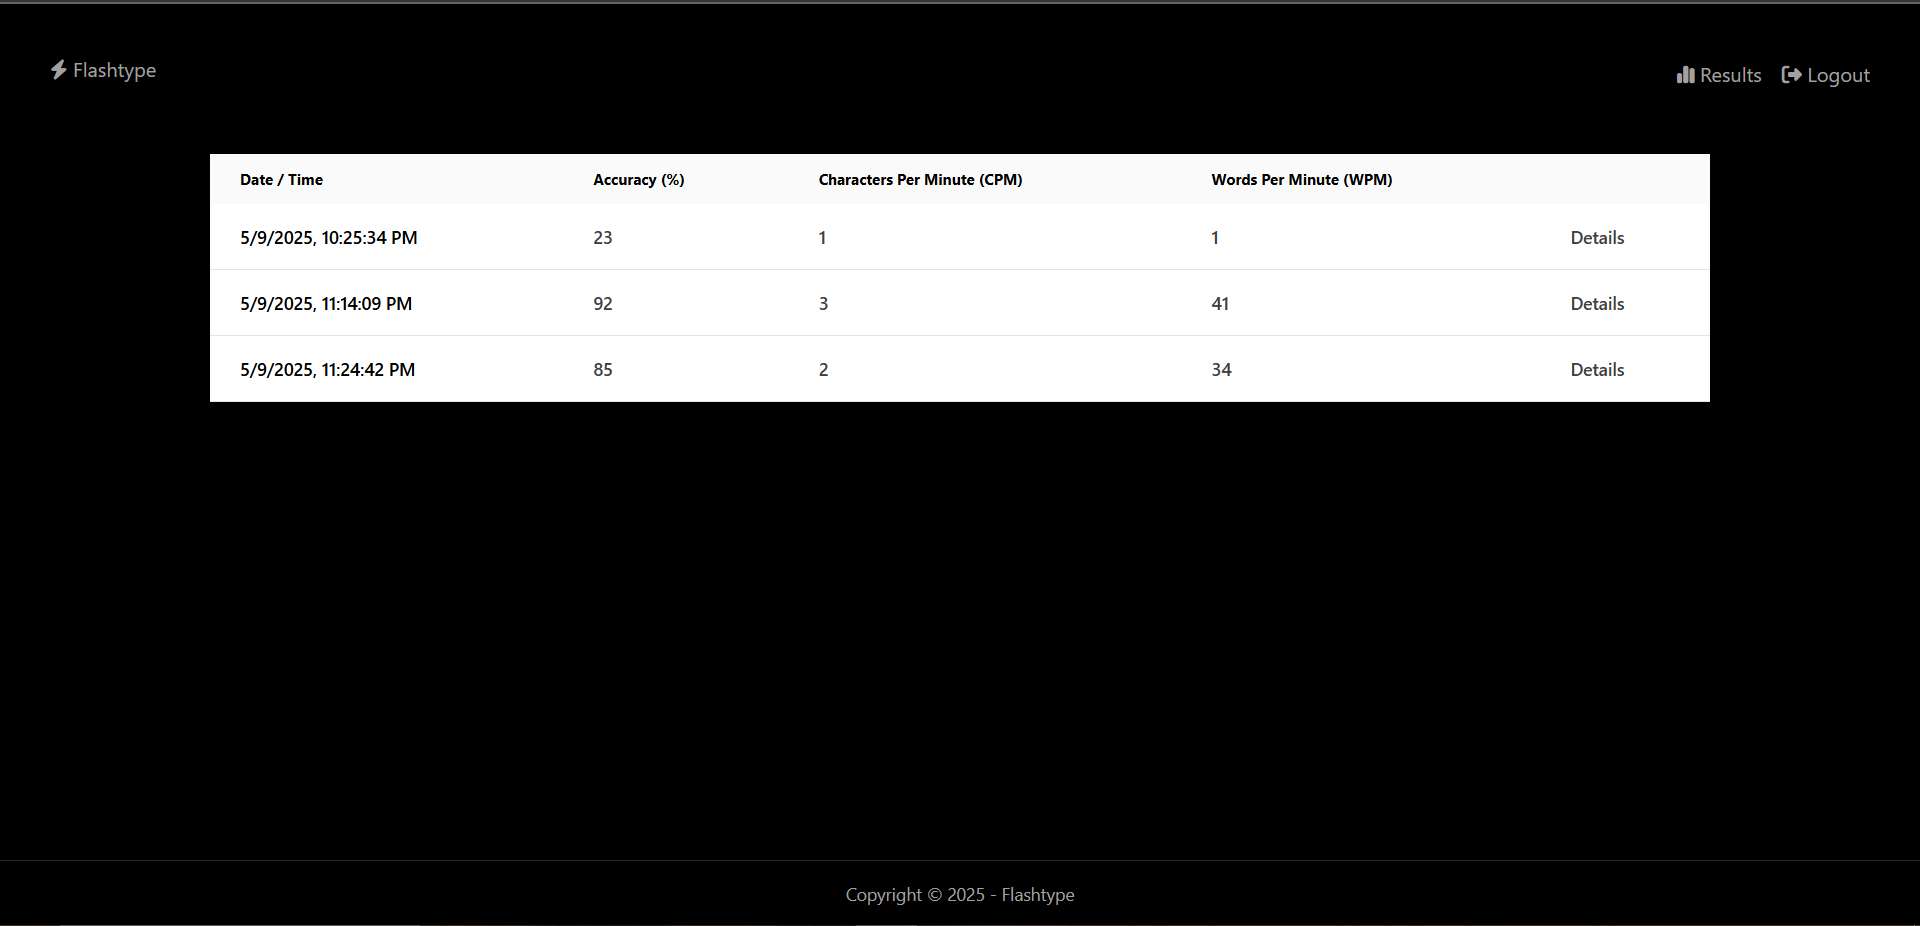 Flashtype
Results Logout
Date / Time Accuracy (%) Characters Per Minute (CPM) Words Per Minute (WPM)
5/9/2025, 10:25:34 PM 23 1 1 Details
5/9/2025, 11:14:09 PM 92 3 41 Details
5/9/2025, 11:24:42 PM 85 2 34 Details
Copyright © 2025 - Flashtype